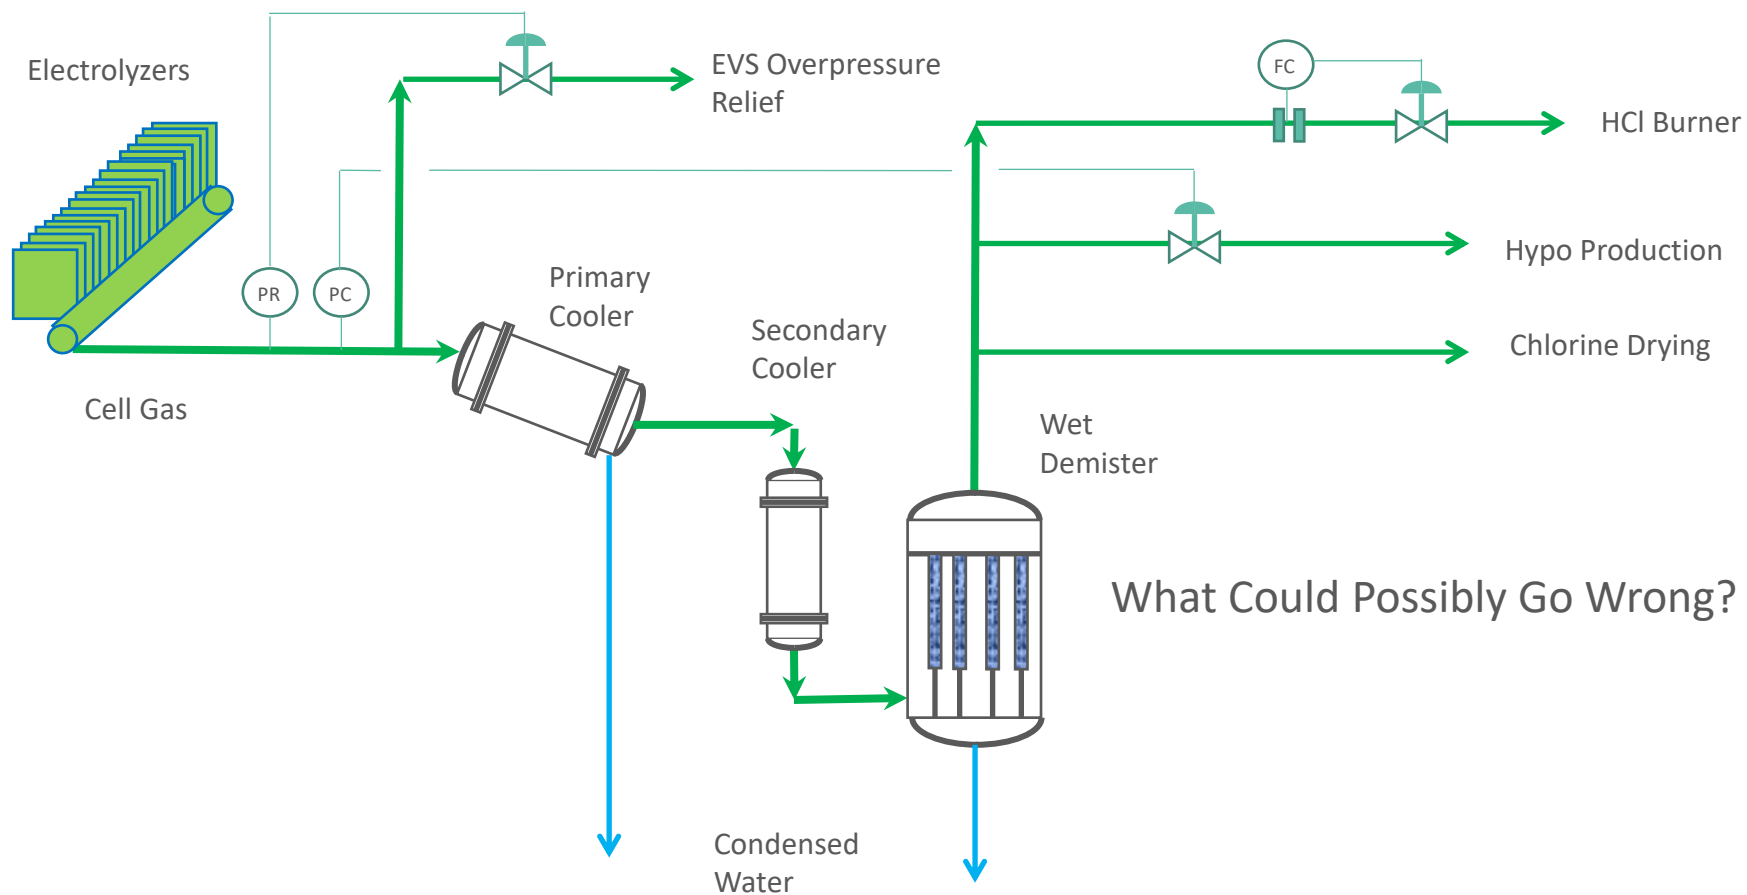 Electrolyzers
EVS Overpressure
Relief
FC
HCl Burner
Hypo Production
PR
PC
Primary
Cooler
Secondary
Cooler
Chlorine Drying
Cell Gas
Wet
Demister
What Could Possibly Go Wrong?
Condensed
Water